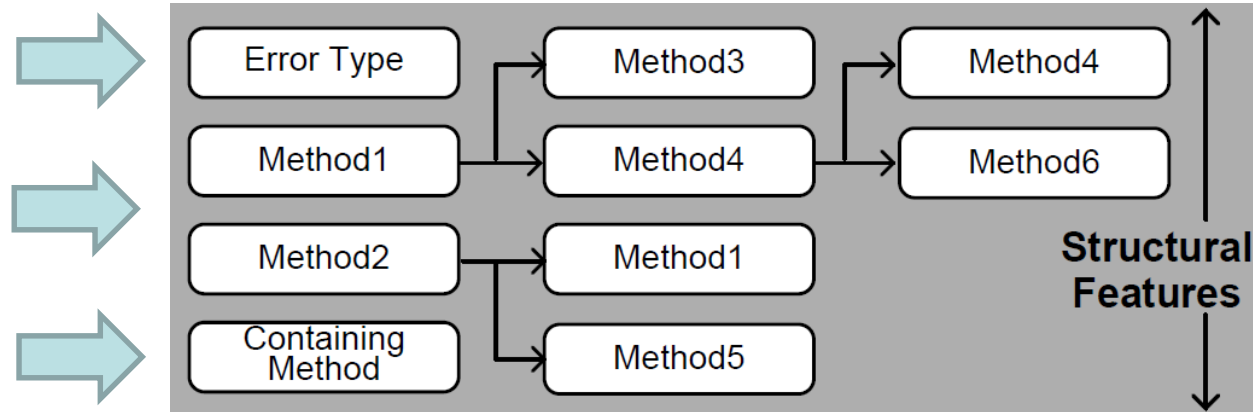 Error Type
Method3
Method4
Method1
Method4
Method6
Method2
Method1
Structural
Features
Containing
Method
Method5